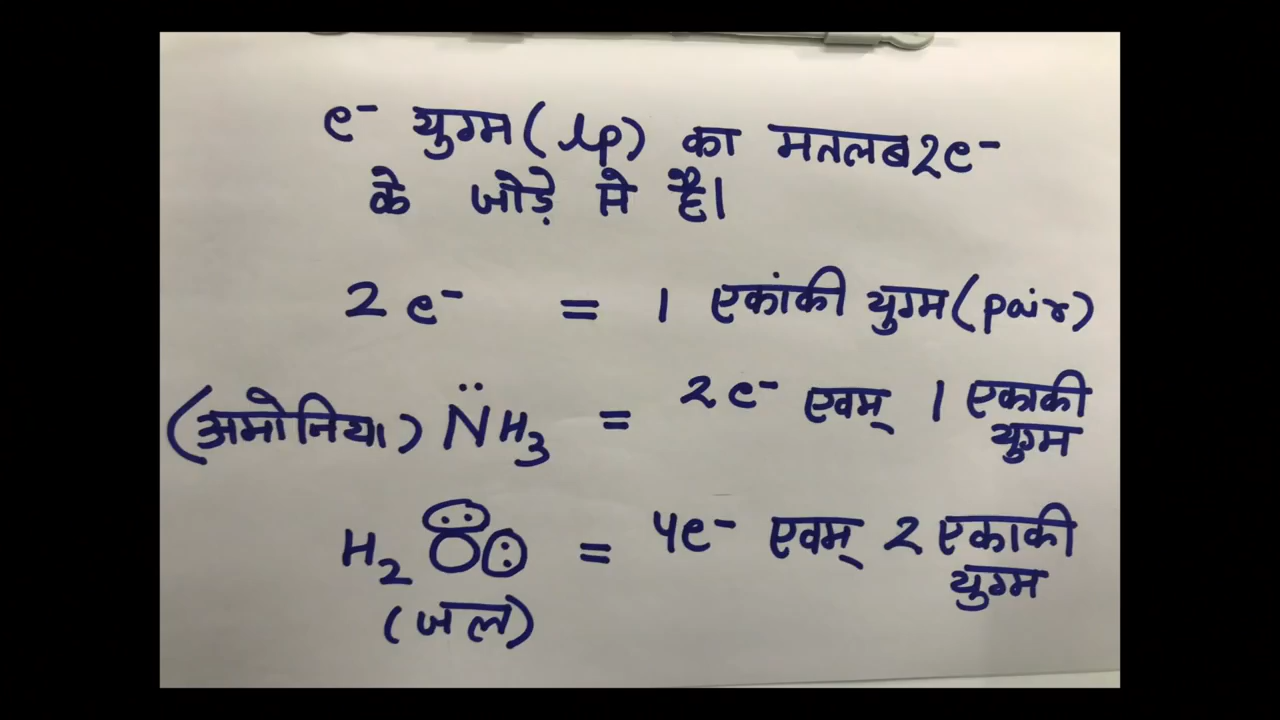 e⁻ युग्म (lp) का मतलब 2e⁻
के जोड़े मे है।
2 e⁻ = 1 एकांकी युग्म (pair)
(अमोनिया) N̈H₃ = 2e⁻ एवम् 1 एकाकी
युग्म
H₂O = 4e⁻ एवम् 2 एकाकी
युग्म
(जल)